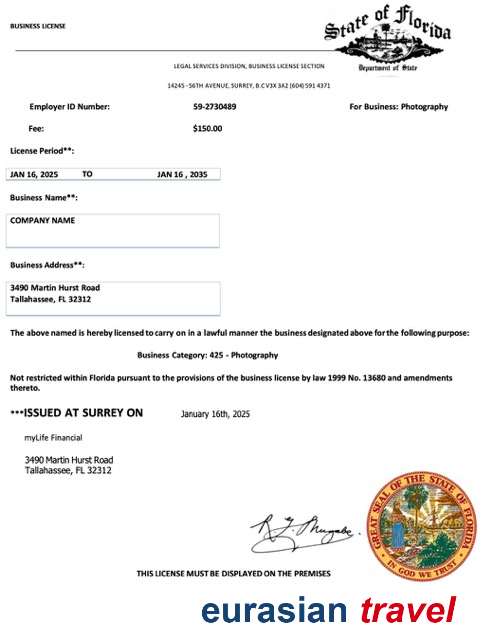 BUSINESS LICENSE
State of Florida
Department of State
LEGAL SERVICES DIVISION, BUSINESS LICENSE SECTION
14245 - 56TH AVENUE, SURREY, B.C V3X 3A2 (604) 591 4371
Employer ID Number: 59-2730489 For Business: Photography
Fee: $150.00
License Period**:
JAN 16, 2025 TO JAN 16 , 2035
Business Name**:
COMPANY NAME
Business Address**:
3490 Martin Hurst Road
Tallahassee, FL 32312
The above named is hereby licensed to carry on in a lawful manner the business designated above for the following purpose:
Business Category: 425 - Photography
Not restricted within Florida pursuant to the provisions of the business license by law 1999 No. 13680 and amendments
thereto.
***ISSUED AT SURREY ON January 16th, 2025
myLife Financial
3490 Martin Hurst Road
Tallahassee, FL 32312
GREAT SEAL OF THE STATE OF FLORIDA
IN GOD WE TRUST
THIS LICENSE MUST BE DISPLAYED ON THE PREMISES
eurasian travel